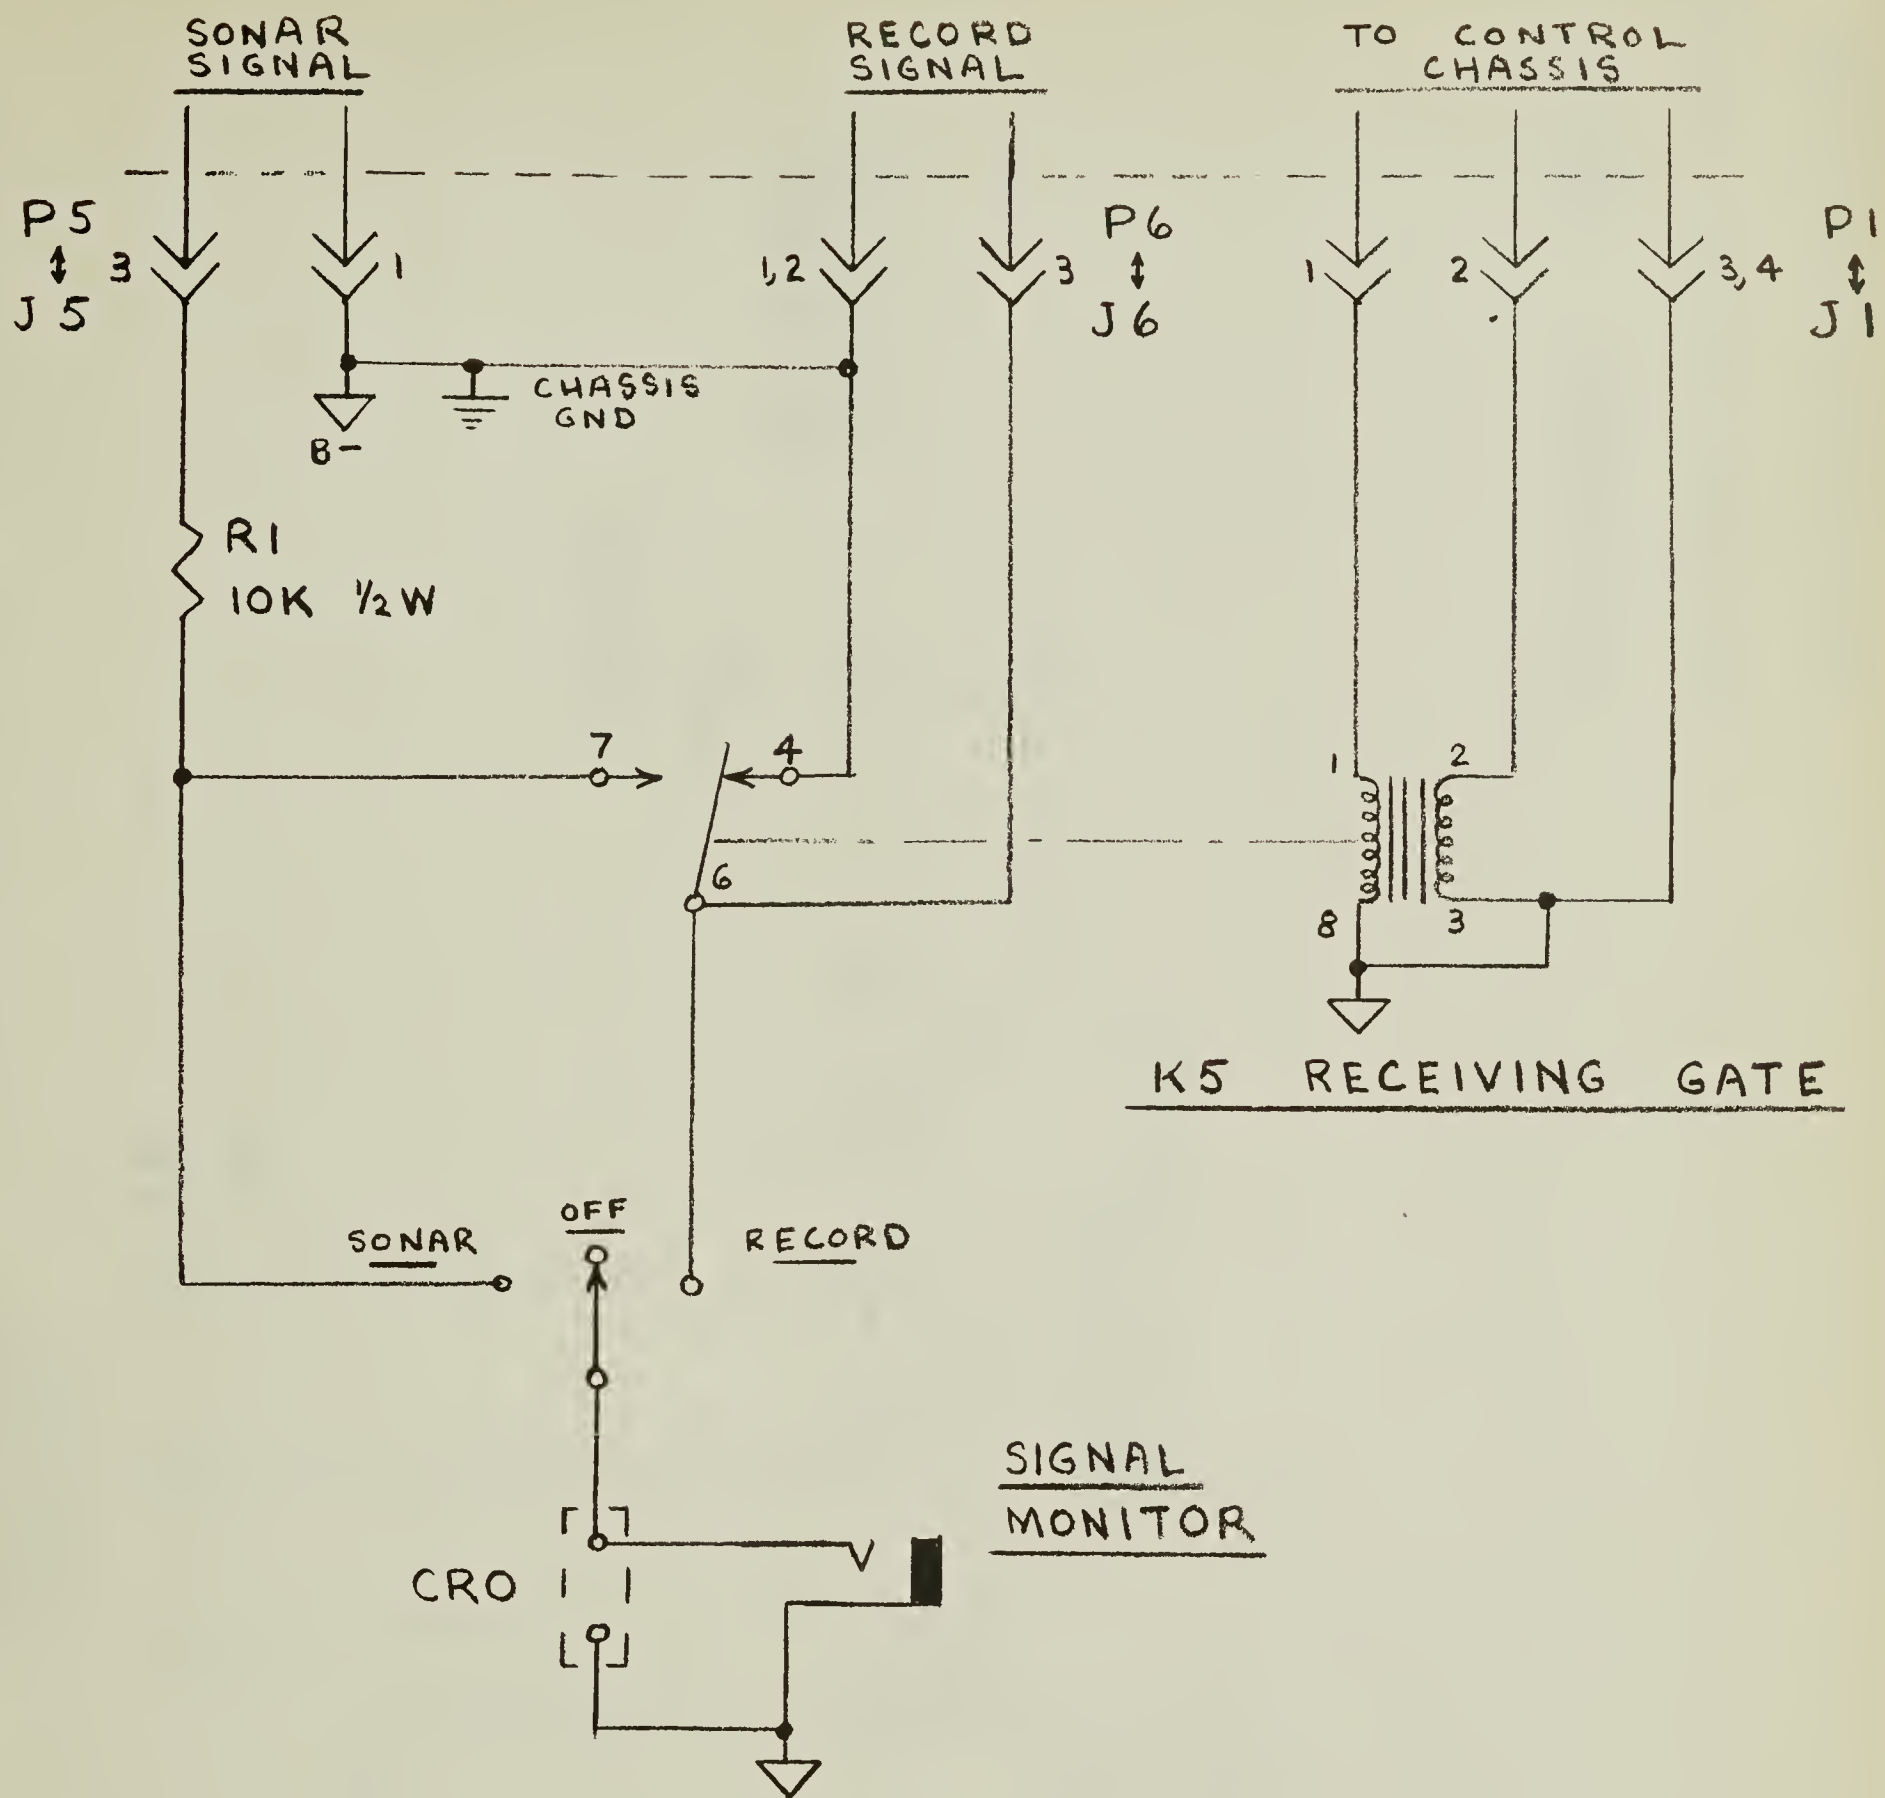 SONAR
SIGNAL
RECORD
SIGNAL
TO CONTROL
CHASSIS
P5
3
1
J5
1,2
3
P6
J6
1
2
3,4
P1
J1
CHASSIS
GND
B-
R1
10K ½W
7
4
6
1
2
8
3
K5 RECEIVING GATE
SONAR
OFF
RECORD
SIGNAL
MONITOR
CRO